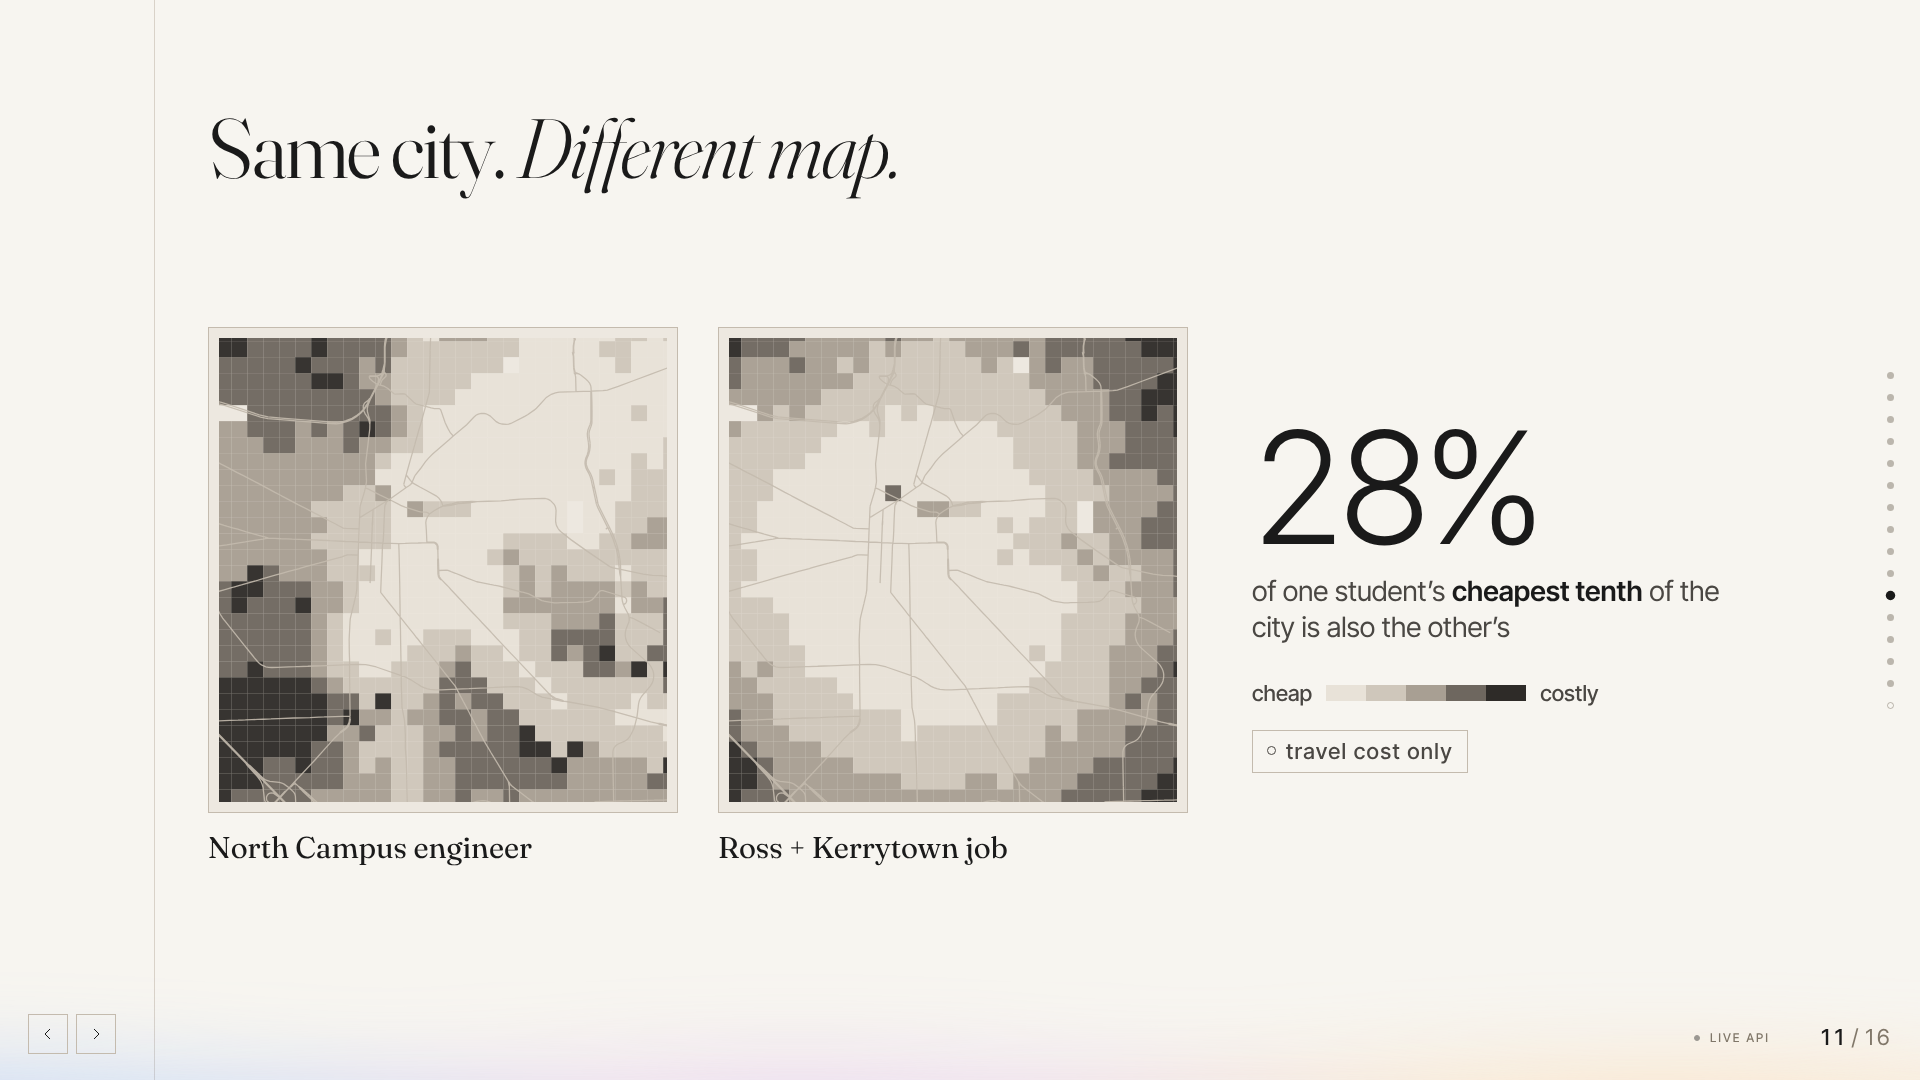 Same city. Different map.
North Campus engineer
Ross + Kerrytown job
28%
of one student’s cheapest tenth of the
city is also the other’s
cheap
costly
travel cost only
LIVE API
11 / 16